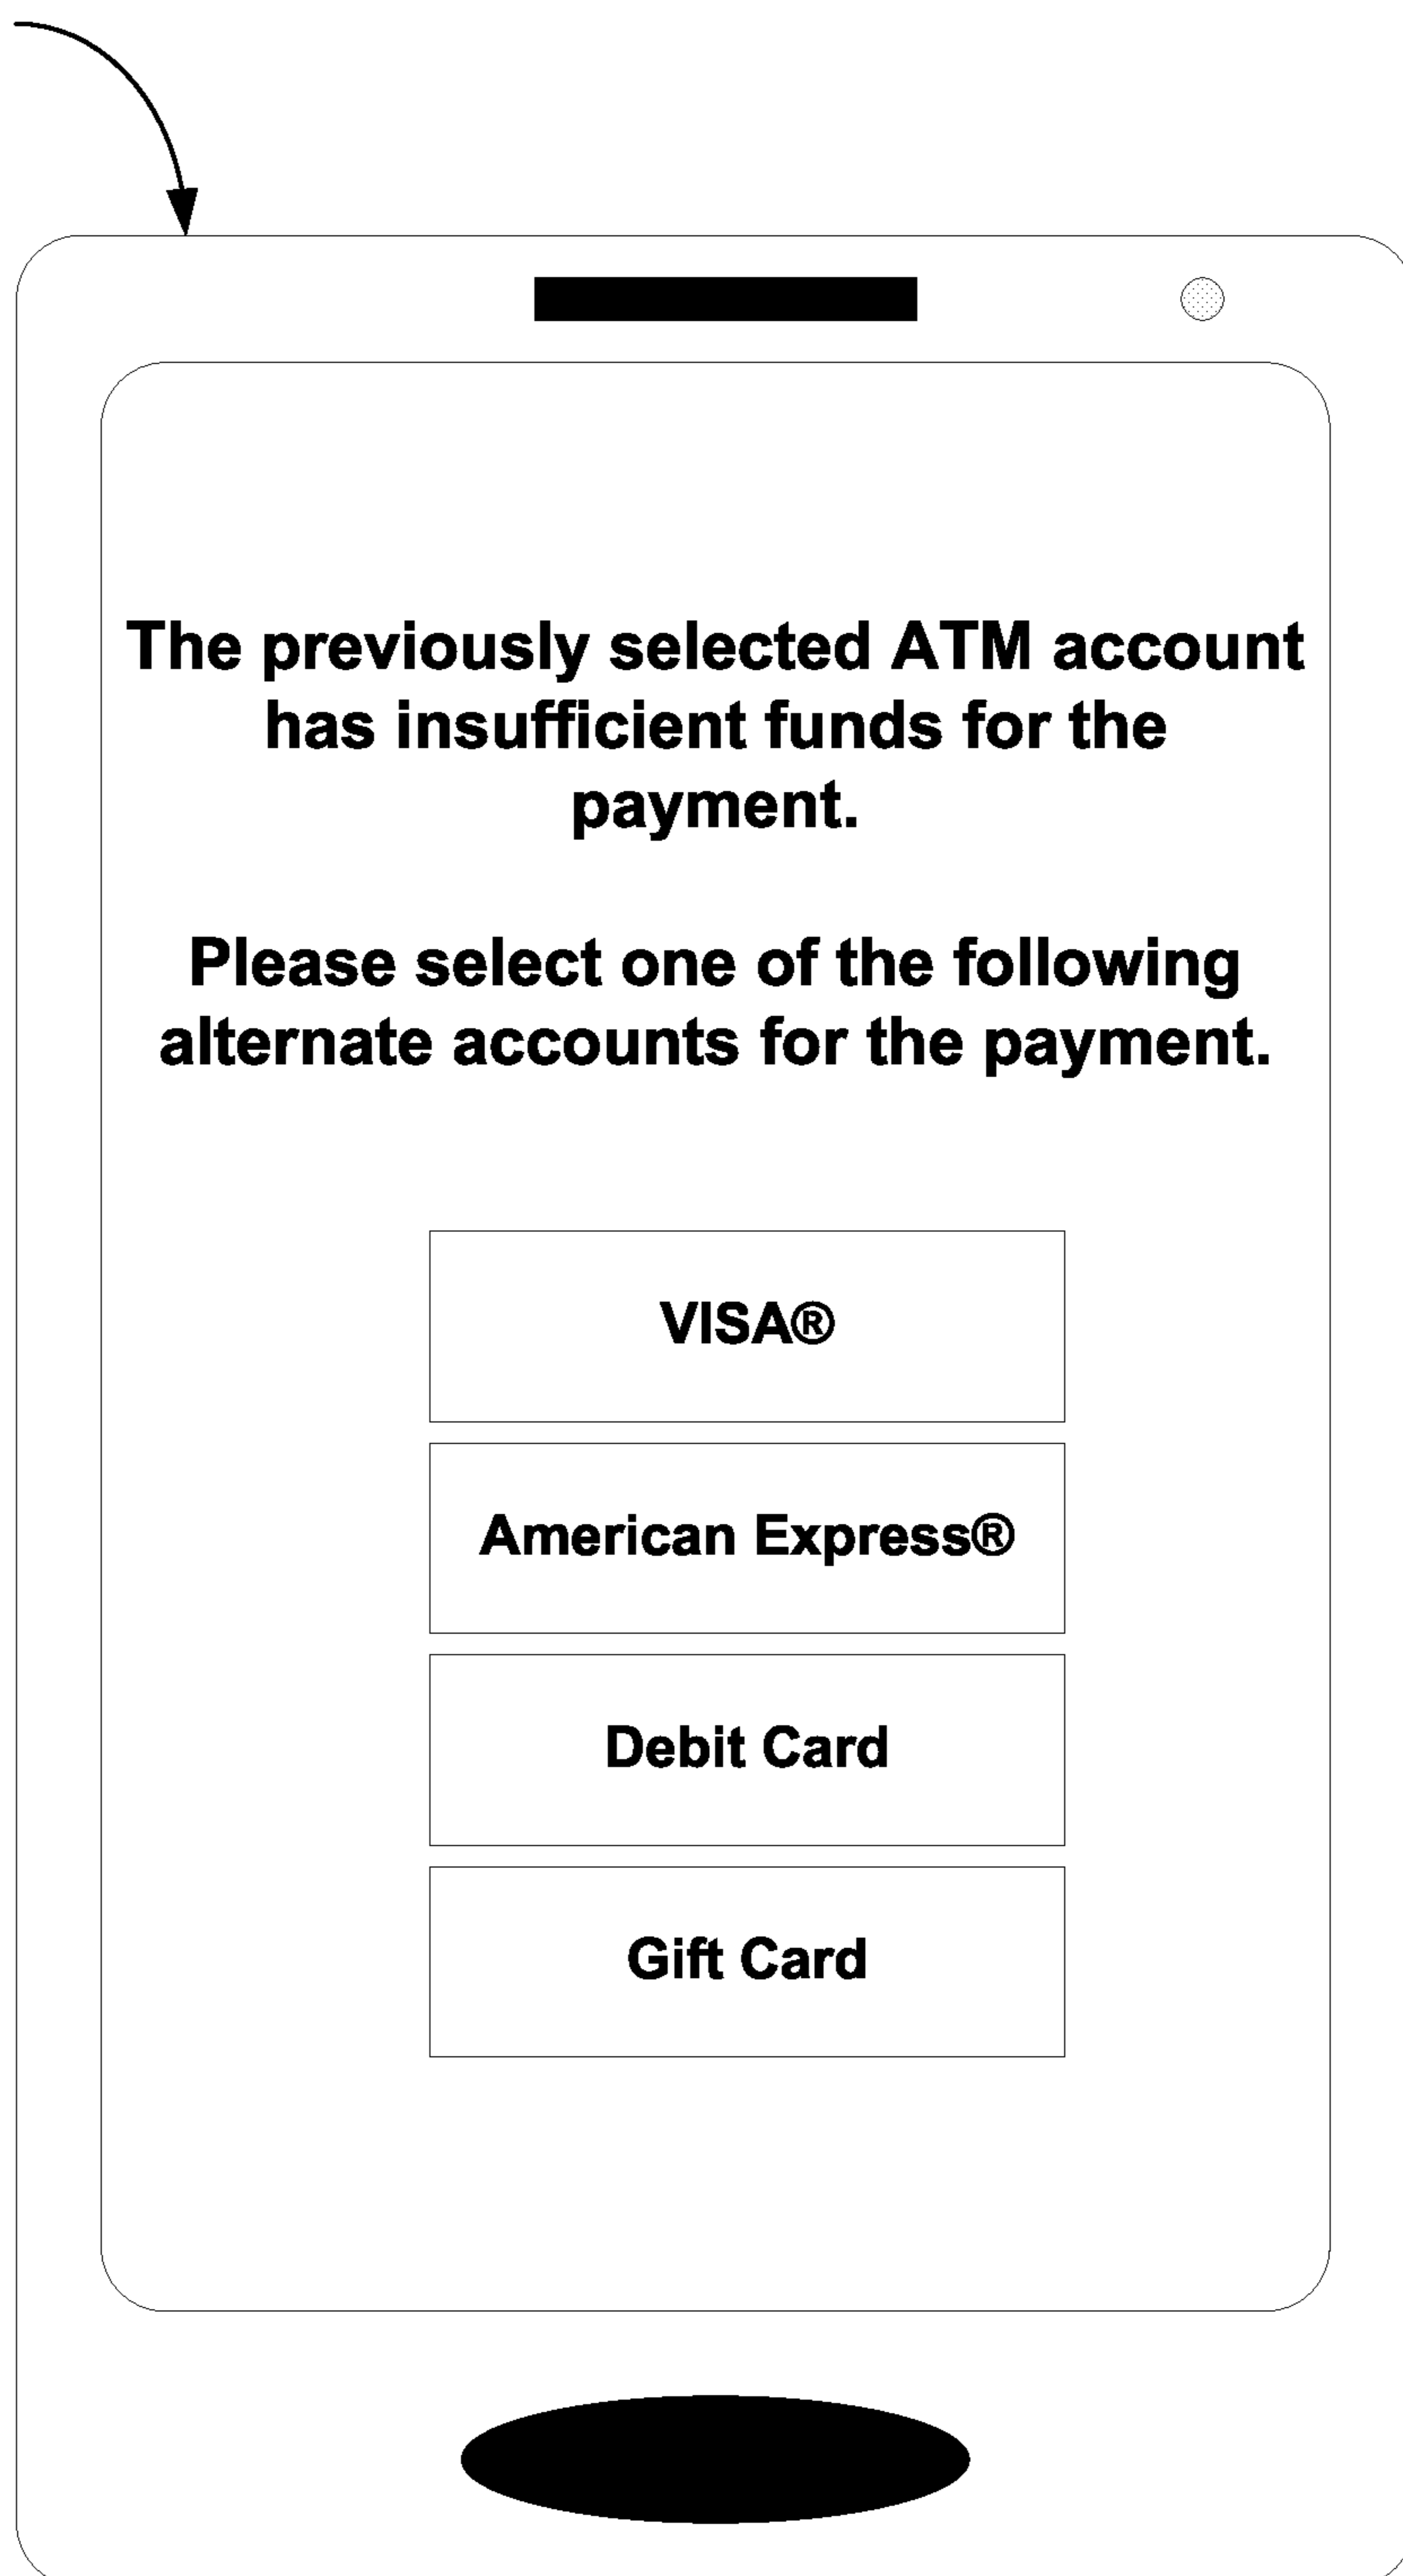 The previously selected ATM account
has insufficient funds for the
payment.
Please select one of the following
alternate accounts for the payment.
VISA®
American Express®
Debit Card
Gift Card